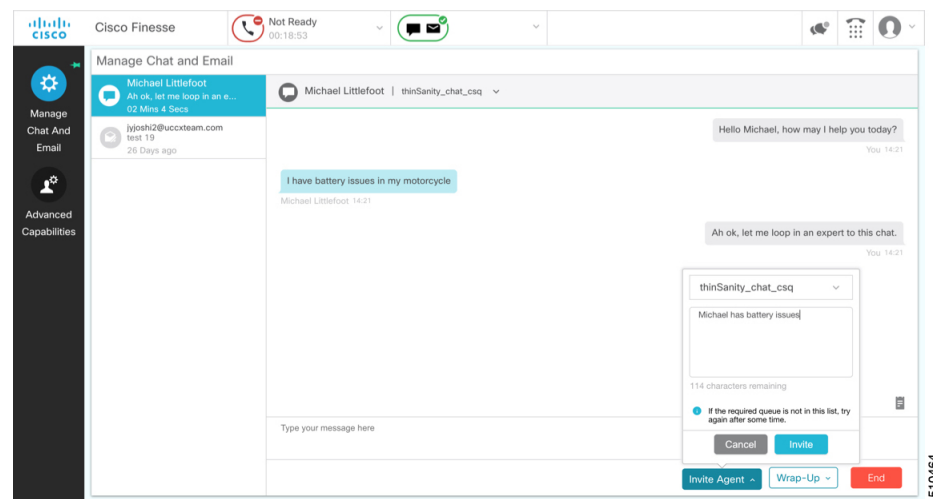 CISCO
Cisco Finesse
Not Ready
00:18:53
Manage Chat And Email
Advanced Capabilities
Manage Chat and Email
Michael Littlefoot
Ah ok, let me loop in an e...
02 Mins 4 Secs
jyjoshi2@uccxteam.com
test 19
26 Days ago
Michael Littlefoot | thinSanity_chat_csq
Hello Michael, how may I help you today?
You 14:21
I have battery issues in my motorcycle
Michael Littlefoot 14:21
Ah ok, let me loop in an expert to this chat.
You 14:21
thinSanity_chat_csq
Michael has battery issues
114 characters remaining
If the required queue is not in this list, try
again after some time.
Cancel
Invite
Type your message here
Invite Agent
Wrap-Up
End